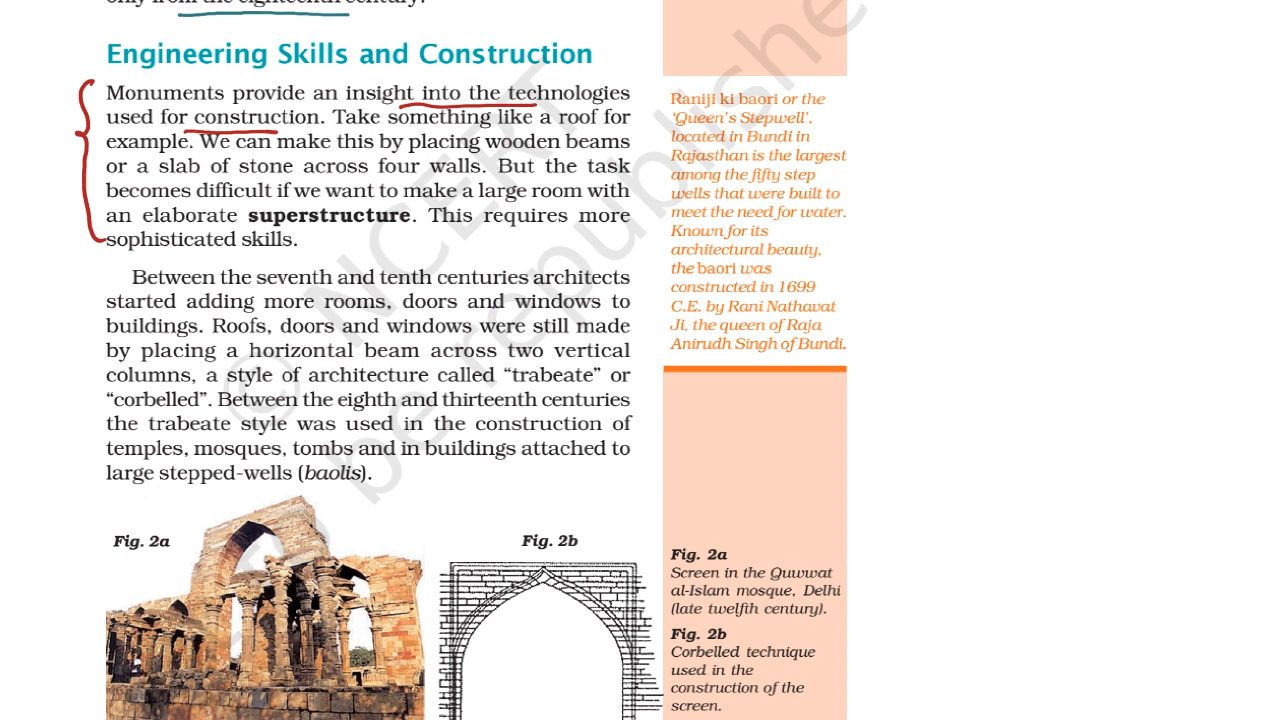 only from the eighteenth century.
Engineering Skills and Construction
Monuments provide an insight into the technologies
used for construction. Take something like a roof for
example. We can make this by placing wooden beams
or a slab of stone across four walls. But the task
becomes difficult if we want to make a large room with
an elaborate superstructure. This requires more
sophisticated skills.
Between the seventh and tenth centuries architects
started adding more rooms, doors and windows to
buildings. Roofs, doors and windows were still made
by placing a horizontal beam across two vertical
columns, a style of architecture called “trabeate” or
“corbelled”. Between the eighth and thirteenth centuries
the trabeate style was used in the construction of
temples, mosques, tombs and in buildings attached to
large stepped-wells (baolis).
Fig. 2a
Fig. 2b
Raniji ki baori or the
‘Queen’s Stepwell’,
located in Bundi in
Rajasthan is the largest
among the fifty step
wells that were built to
meet the need for water.
Known for its
architectural beauty,
the baori was
constructed in 1699
C.E. by Rani Nathavat
Ji, the queen of Raja
Anirudh Singh of Bundi.
Fig. 2a
Screen in the Quwwat
al-Islam mosque, Delhi
(late twelfth century).
Fig. 2b
Corbelled technique
used in the
construction of the
screen.
© NCERT
be republishe